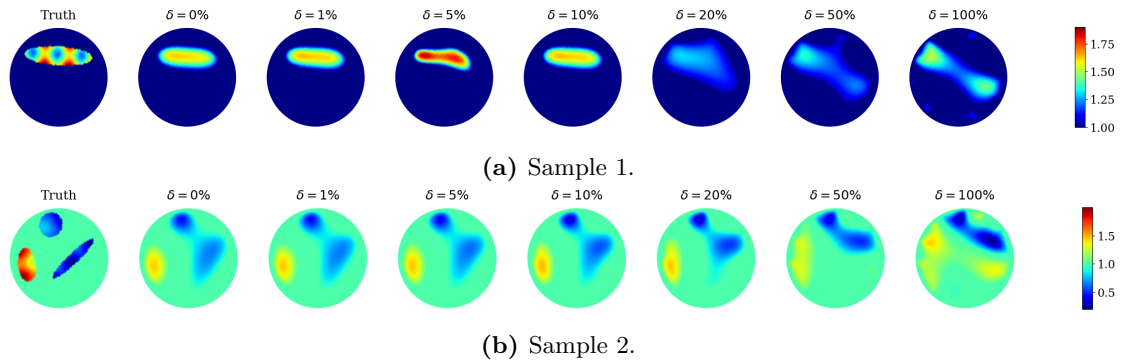 Truth δ = 0% δ = 1% δ = 5% δ = 10% δ = 20% δ = 50% δ = 100%
1.75
1.50
1.25
1.00
(a) Sample 1.
Truth δ = 0% δ = 1% δ = 5% δ = 10% δ = 20% δ = 50% δ = 100%
1.5
1.0
0.5
(b) Sample 2.